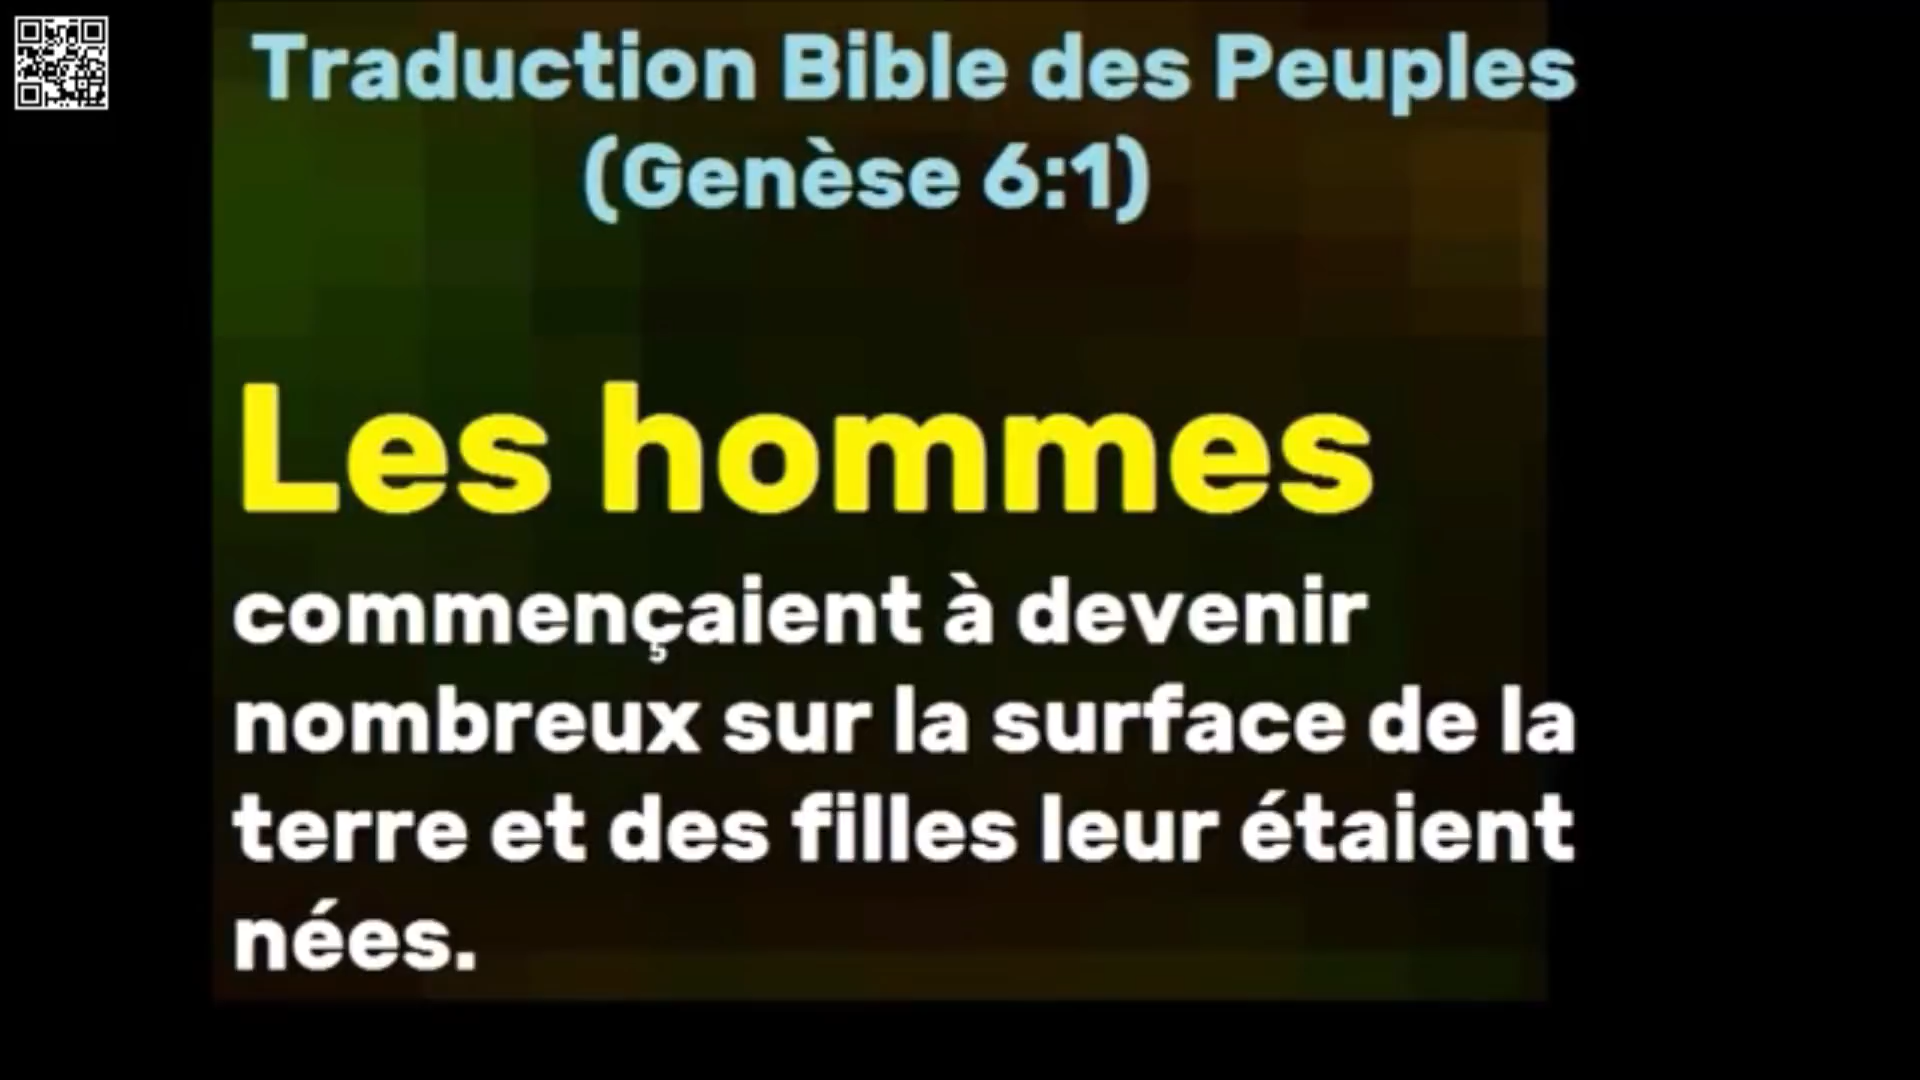 Traduction Bible des Peuples
(Genèse 6:1)
Les hommes
commençaient à devenir
nombreux sur la surface de la
terre et des filles leur étaient
nées.